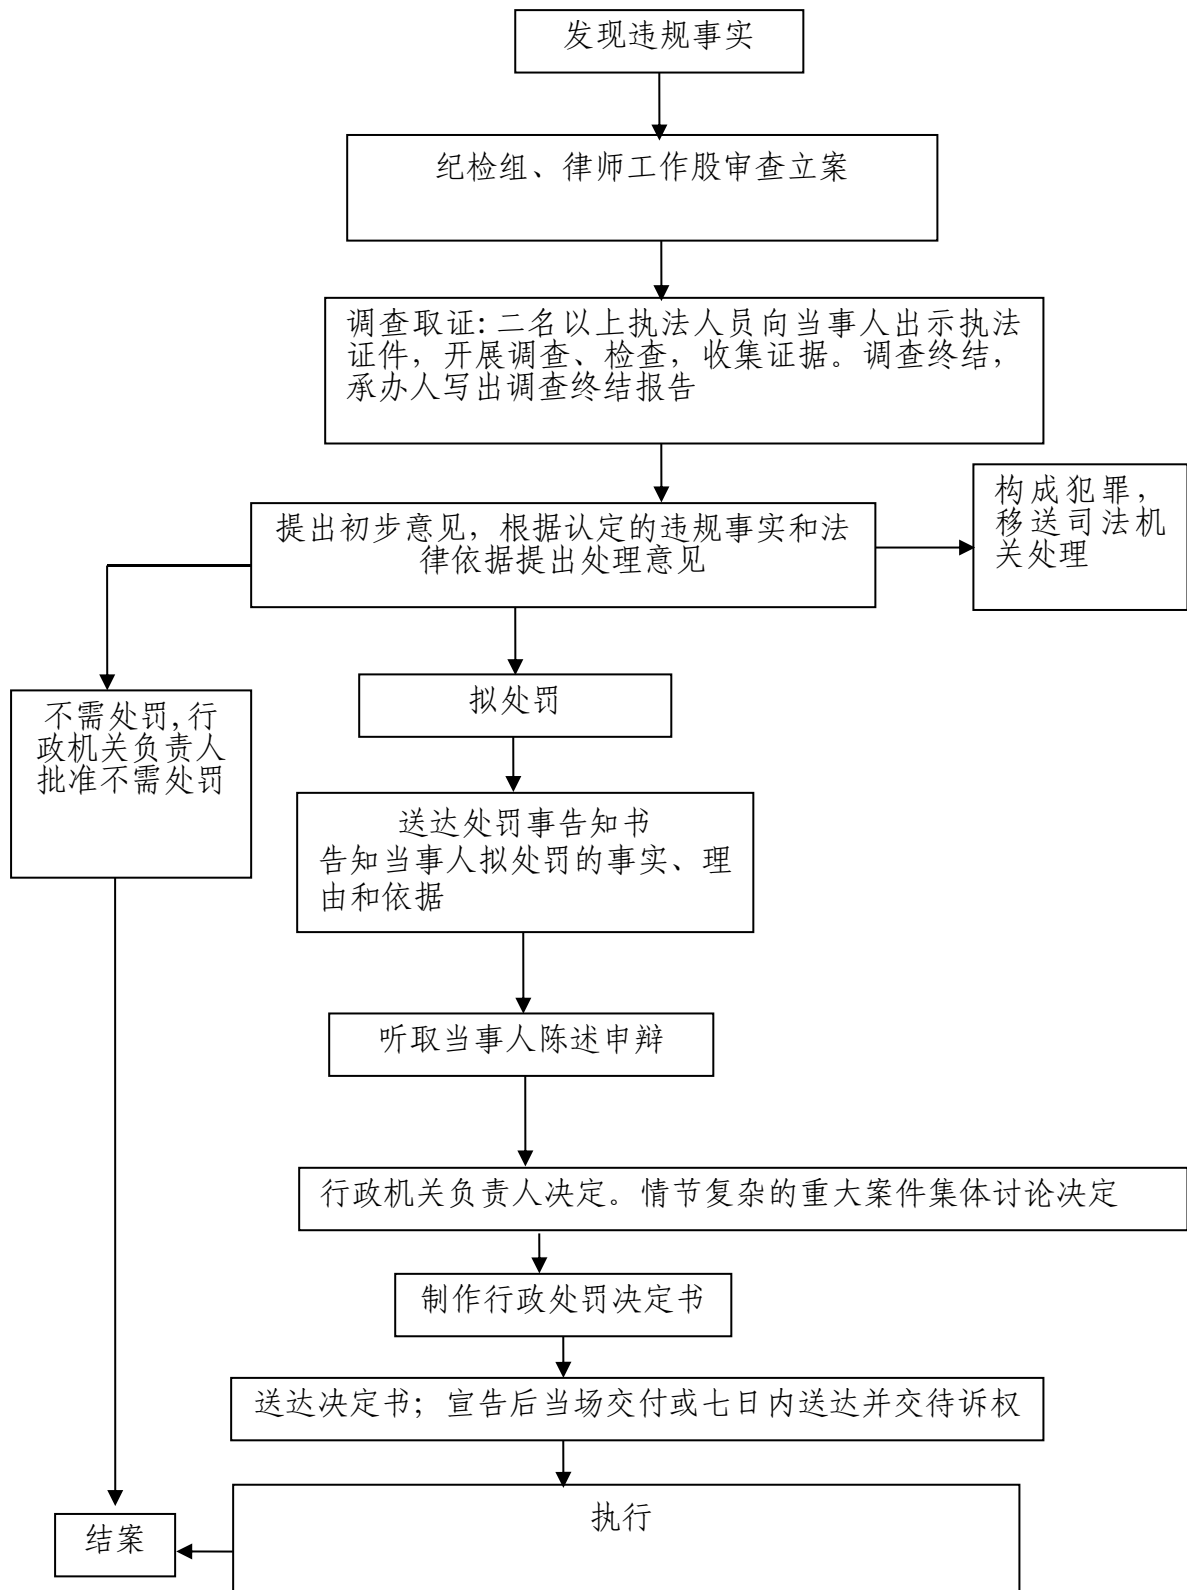 发现违规事实
纪检组、律师工作股审查立案
调查取证：二名以上执法人员向当事人出示执法
证件，开展调查、检查，收集证据。调查终结，
承办人写出调查终结报告
构成犯罪，
移送司法机
关处理
提出初步意见，根据认定的违规事实和法
律依据提出处理意见
拟处罚
不需处罚,行
政机关负责人
批准不需处罚
送达处罚事告知书
告知当事人拟处罚的事实、理
由和依据
听取当事人陈述申辩
行政机关负责人决定。情节复杂的重大案件集体讨论决定
制作行政处罚决定书
送达决定书；宣告后当场交付或七日内送达并交待诉权
执行
结案